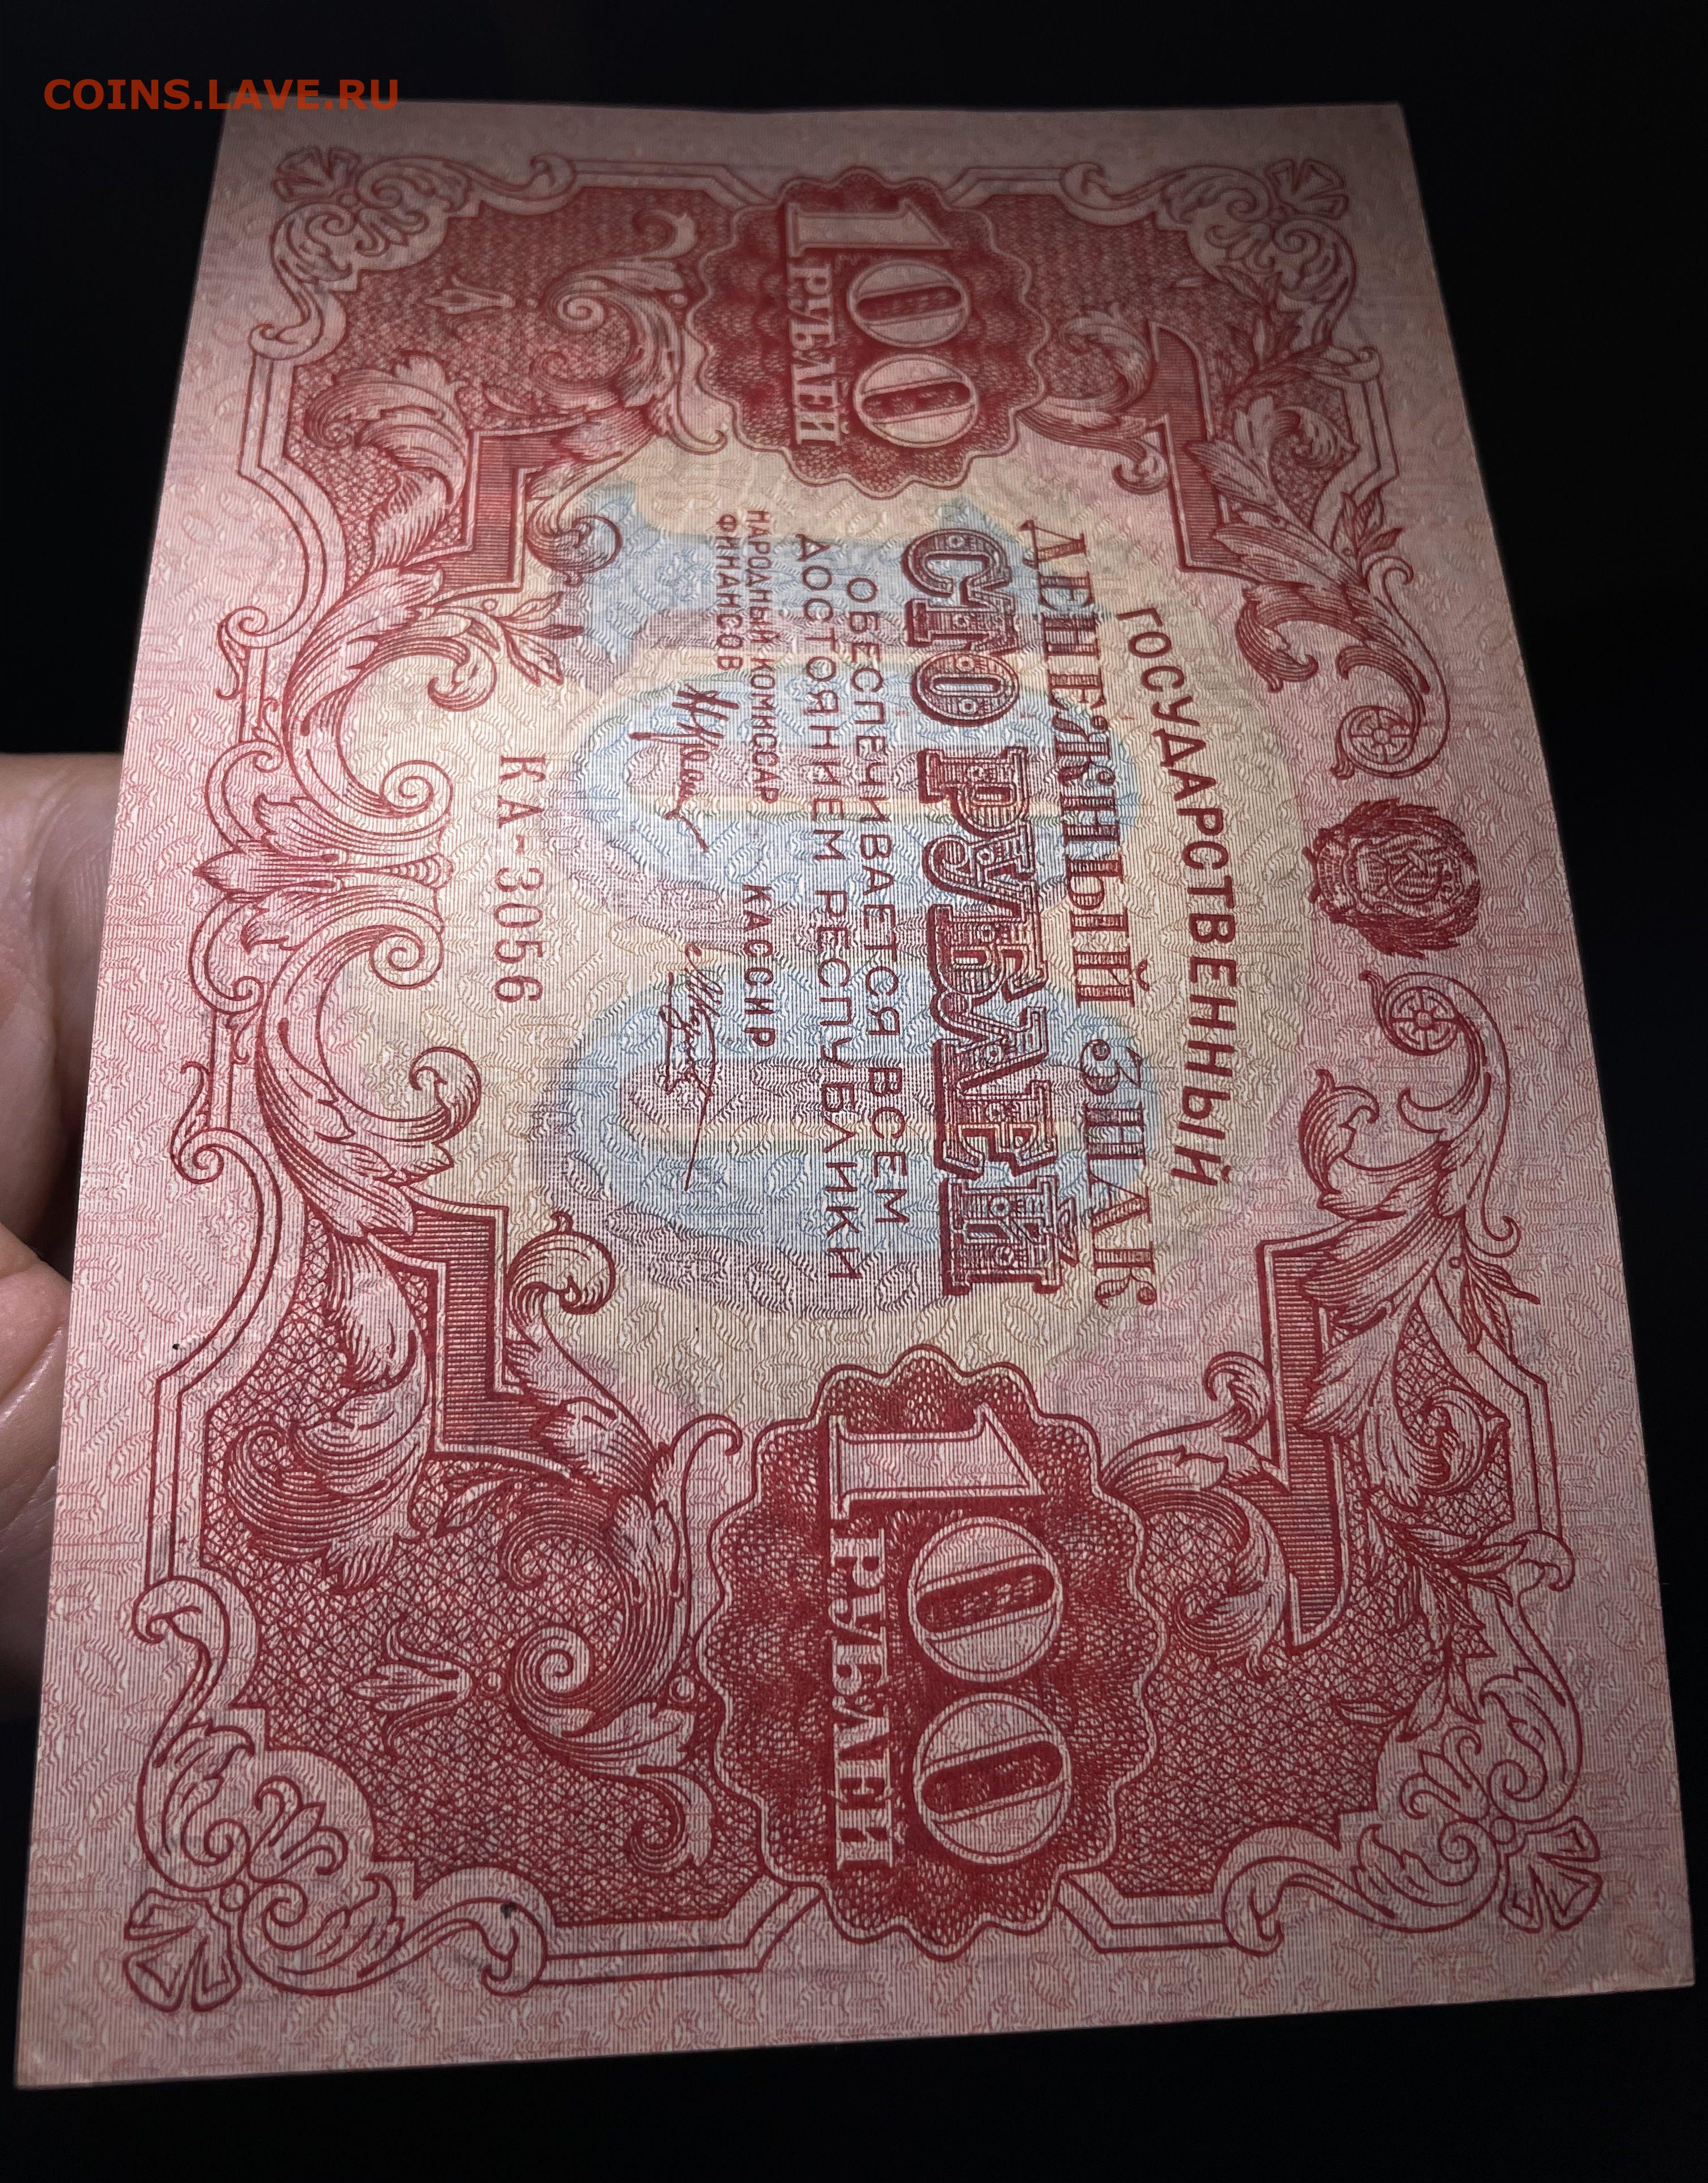 COINS.LAVE.RU
ГОСУДАРСТВЕННЫЙ
ДЕНЕЖНЫЙ ЗНАК
СТО РУБЛЕЙ
ОБЕСПЕЧИВАЕТСЯ ВСЕМ
ДОСТОЯНИЕМ РЕСПУБЛИКИ
НАРОДНЫЙ КОМИССАР
ФИНАНСОВ
КАССИР
КА-3056
100
РУБЛЕЙ
100
РУБЛЕЙ